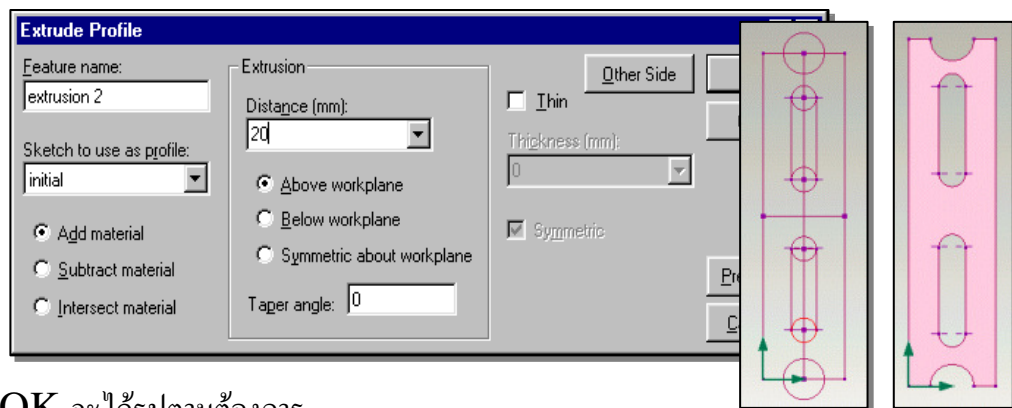 Extrude Profile
Feature name:
extrusion 2
Sketch to use as profile:
initial
Add material
Subtract material
Intersect material
Extrusion
Distance (mm):
20
Above workplane
Below workplane
Symmetric about workplane
Taper angle: 0
Other Side
Thin
Thickness (mm):
0
Symmetric
OK จะได้รูปตามต้องการ